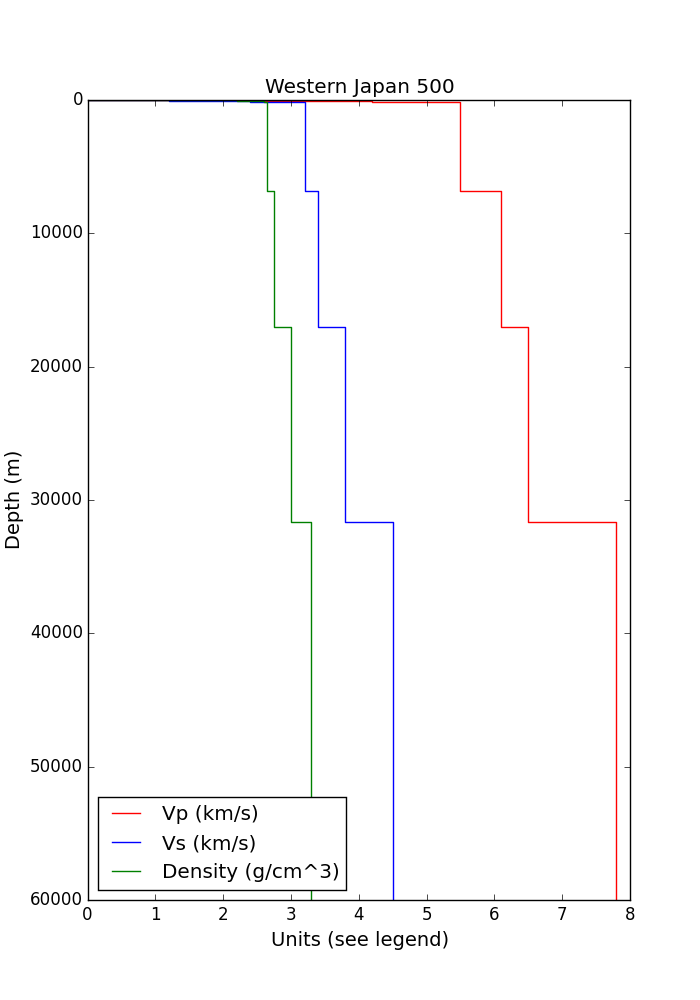 Western Japan 500
0
10000
20000
30000
40000
50000
60000
Depth (m)
Vp (km/s)
Vs (km/s)
Density (g/cm^3)
0 1 2 3 4 5 6 7 8
Units (see legend)